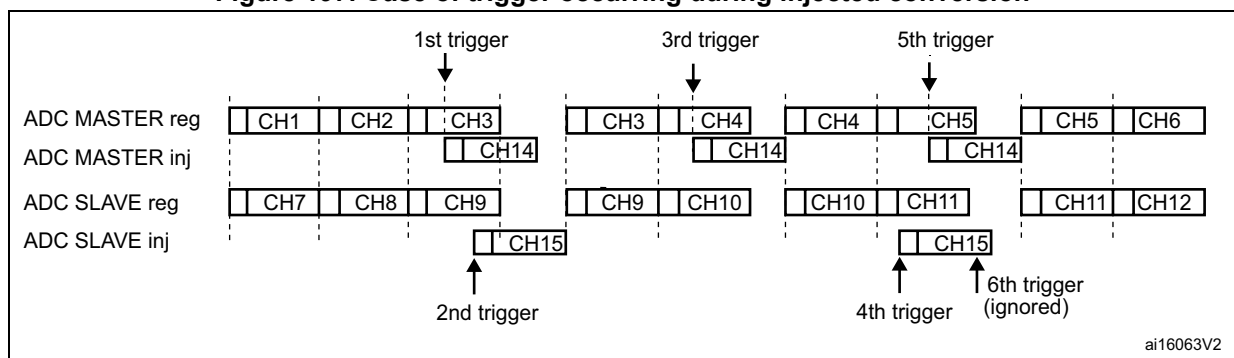 Figure 157. Case of trigger occurring during injected conversion
1st trigger 3rd trigger 5th trigger
ADC MASTER reg CH1 CH2 CH3 CH3 CH4 CH4 CH5 CH5 CH6
ADC MASTER inj CH14 CH14 CH14
ADC SLAVE reg CH7 CH8 CH9 CH9 CH10 CH10 CH11 CH11 CH12
ADC SLAVE inj CH15 CH15
2nd trigger 4th trigger 6th trigger
(ignored)
ai16063V2